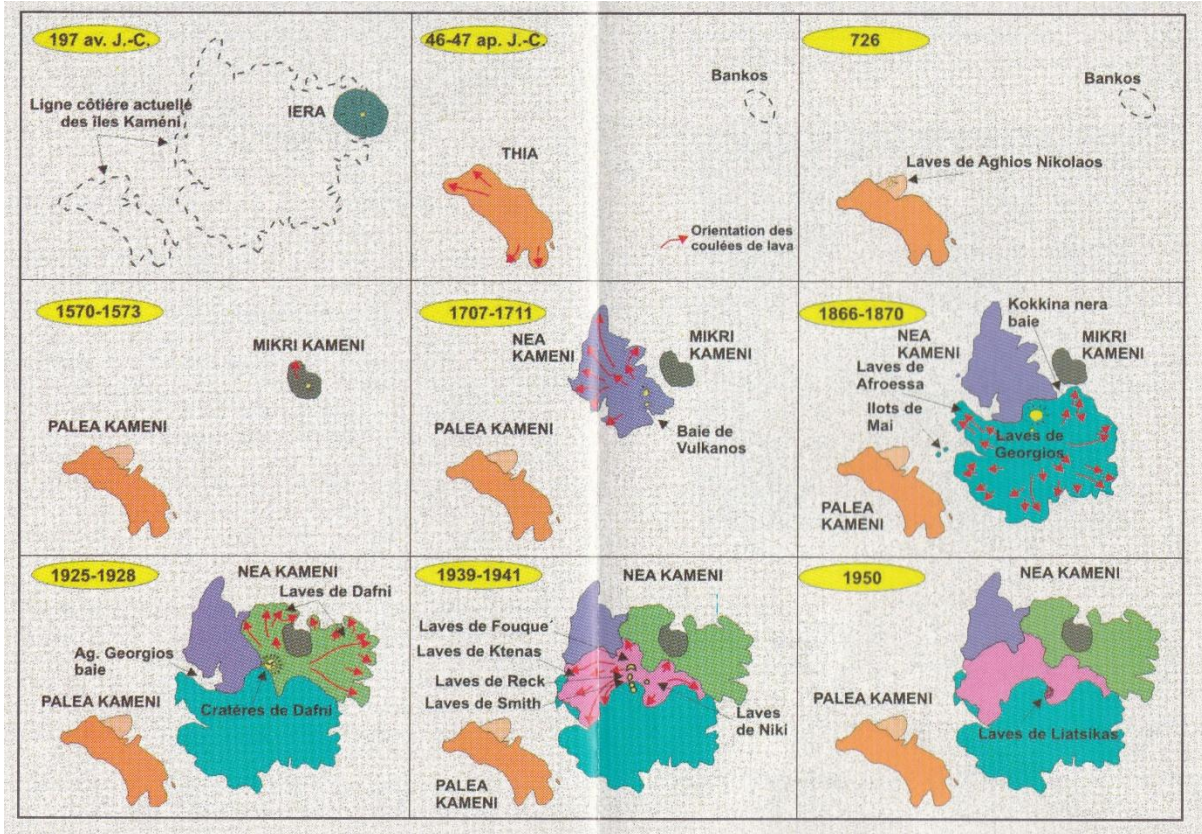 197 av. J.-C.
Ligne côtiére actuelle
des îles Kaméni
IERA
46-47 ap. J.-C.
Bankos
THIA
Orientation des
coulées de lava
726
Bankos
Laves de Aghios Nikolaos
1570-1573
MIKRI KAMENI
PALEA KAMENI
1707-1711
NEA
KAMENI
MIKRI
KAMENI
PALEA KAMENI
Baie de
Vulkanos
1866-1870
Kokkina nera
baie
NEA
KAMENI
MIKRI
KAMENI
Laves de
Afroessa
Ilots de
Mai
Laves de
Georgios
PALEA
KAMENI
1925-1928
NEA KAMENI
Laves de Dafni
Ag. Georgios
baie
PALEA KAMENI
Cratéres de Dafni
1939-1941
NEA KAMENI
Laves de Fouque´
Laves de Ktenas
Laves de Reck
Laves de Smith
Laves
de Niki
PALEA
KAMENI
1950
NEA KAMENI
PALEA KAMENI
Laves de Liatsikas